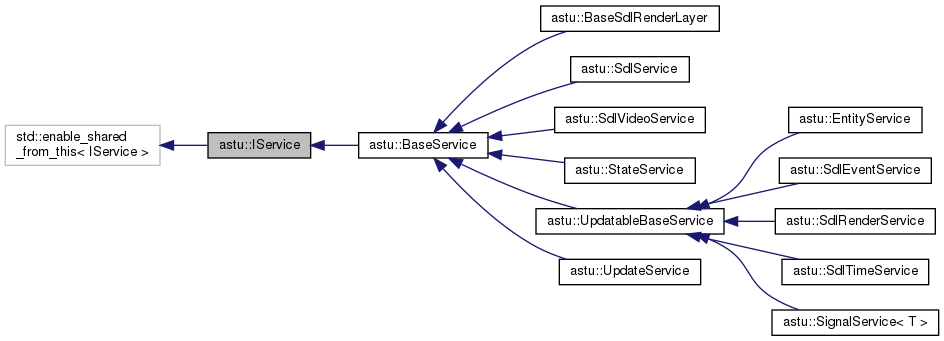 std::enable_shared
_from_this< IService >
astu::IService
astu::BaseService
astu::BaseSdlRenderLayer
astu::SdlService
astu::SdlVideoService
astu::StateService
astu::UpdatableBaseService
astu::UpdateService
astu::EntityService
astu::SdlEventService
astu::SdlRenderService
astu::SdlTimeService
astu::SignalService< T >